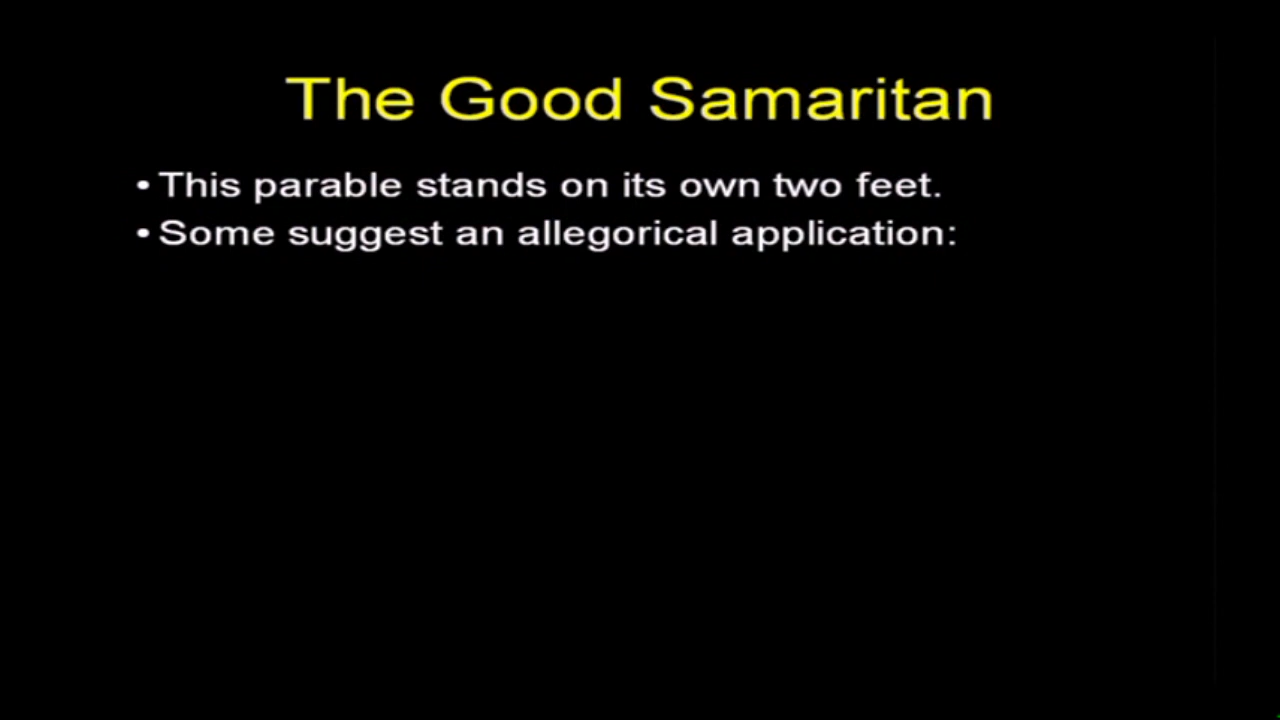 The Good Samaritan
• This parable stands on its own two feet.
• Some suggest an allegorical application: